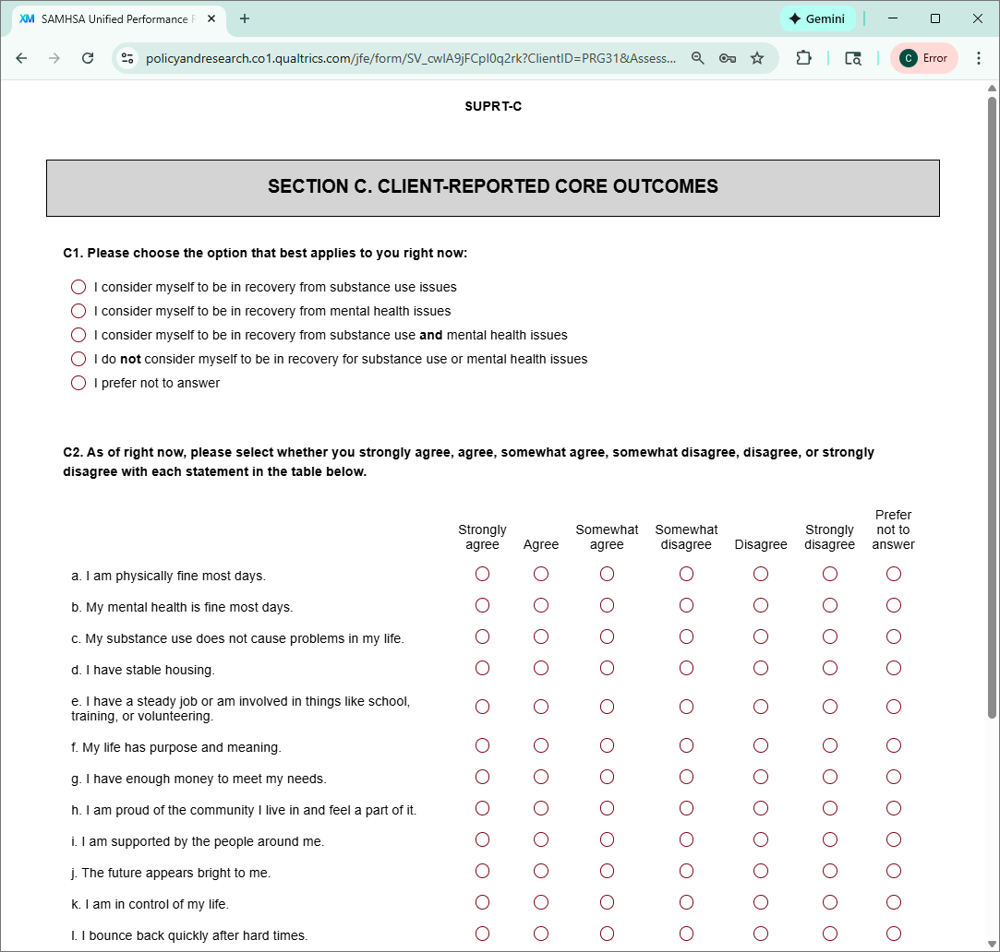 SAMHSA Unified Performance
Gemini
policyandresearch.co1.qualtrics.com/jfe/form/SV_cwIA9jFCpI0q2rk?ClientID=PRG31&Assess...
C
Error
SUPRT-C
SECTION C. CLIENT-REPORTED CORE OUTCOMES
C1. Please choose the option that best applies to you right now:
I consider myself to be in recovery from substance use issues
I consider myself to be in recovery from mental health issues
I consider myself to be in recovery from substance use and mental health issues
I do not consider myself to be in recovery for substance use or mental health issues
I prefer not to answer
C2. As of right now, please select whether you strongly agree, agree, somewhat agree, somewhat disagree, disagree, or strongly
disagree with each statement in the table below.
Strongly agree Agree Somewhat agree Somewhat disagree Disagree Strongly disagree Prefer not to answer
a. I am physically fine most days.
b. My mental health is fine most days.
c. My substance use does not cause problems in my life.
d. I have stable housing.
e. I have a steady job or am involved in things like school,
training, or volunteering.
f. My life has purpose and meaning.
g. I have enough money to meet my needs.
h. I am proud of the community I live in and feel a part of it.
i. I am supported by the people around me.
j. The future appears bright to me.
k. I am in control of my life.
l. I bounce back quickly after hard times.